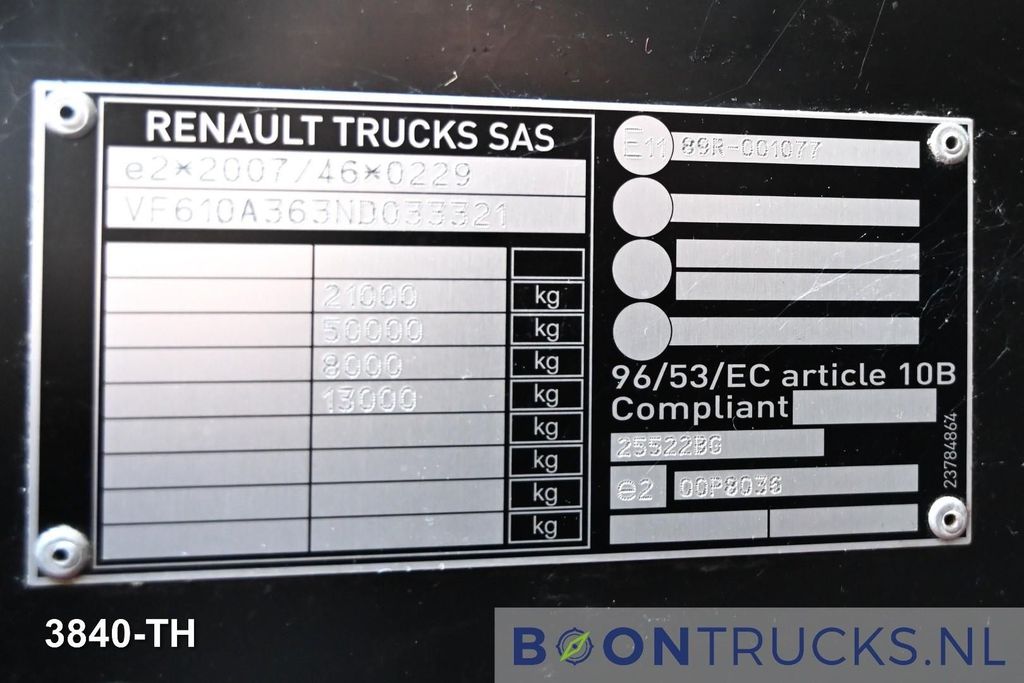 RENAULT TRUCKS SAS
e2*2007/46*0229
VF610A363ND033321
21000 kg
50000 kg
8000 kg
13000 kg
kg
kg
kg
kg
E11 89R-001077
96/53/EC article 10B
Compliant
25522BG
e2 00P8036
23784864
3840-TH
BOONTRUCKS.NL